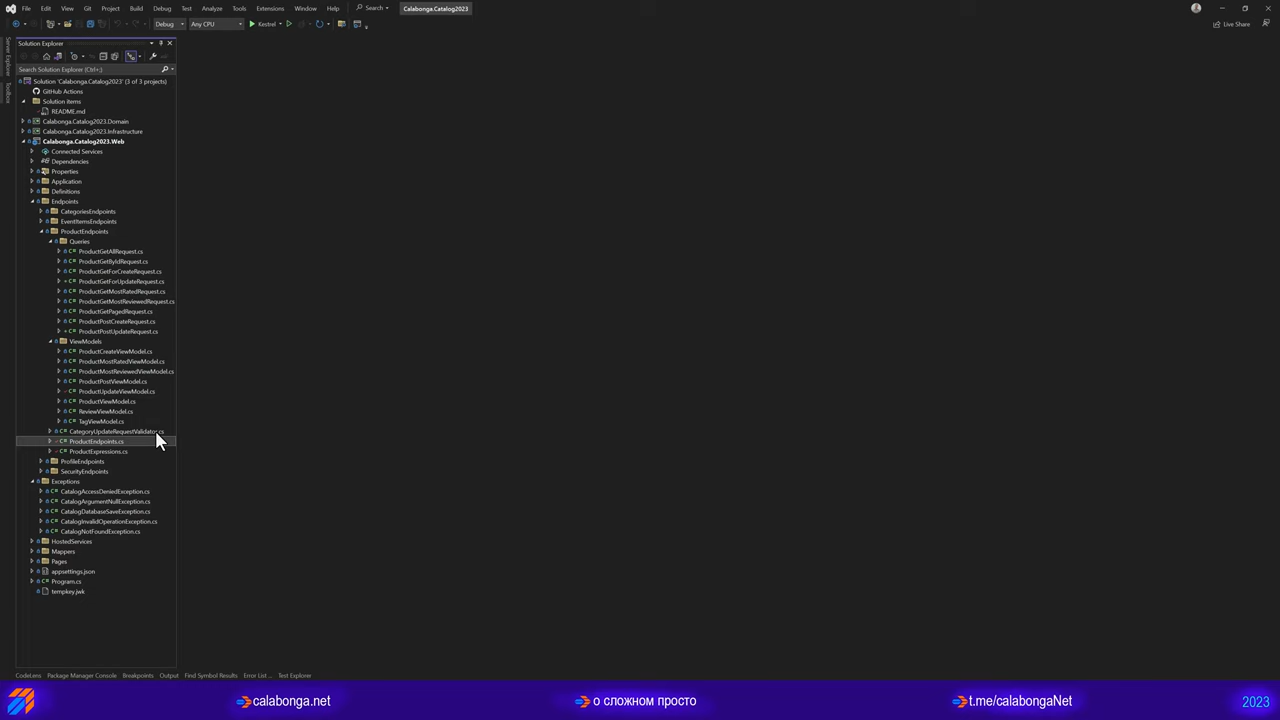 File Edit View Git Project Build Debug Test Analyze Tools Extensions Window Help Search Calabonga.Catalog2023
Debug Any CPU Kestrel Live Share
Server Explorer
Toolbox
Solution Explorer
Search Solution Explorer (Ctrl+;)
Solution 'Calabonga.Catalog2023' (3 of 3 projects)
GitHub Actions
Solution items
README.md
Calabonga.Catalog2023.Domain
Calabonga.Catalog2023.Infrastructure
Calabonga.Catalog2023.Web
Connected Services
Dependencies
Properties
Application
Definitions
Endpoints
CategoriesEndpoints
EventItemsEndpoints
ProductEndpoints
Queries
ProductGetAllRequest.cs
ProductGetByIdRequest.cs
ProductGetForCreateRequest.cs
ProductGetForUpdateRequest.cs
ProductGetMostRatedRequest.cs
ProductGetMostReviewedRequest.cs
ProductGetPagedRequest.cs
ProductPostCreateRequest.cs
ProductPostUpdateRequest.cs
ViewModels
ProductCreateViewModel.cs
ProductMostRatedViewModel.cs
ProductMostReviewedViewModel.cs
ProductPostViewModel.cs
ProductUpdateViewModel.cs
ProductViewModel.cs
ReviewViewModel.cs
TagViewModel.cs
CategoryUpdateRequestValidator.cs
ProductEndpoints.cs
ProductExpressions.cs
ProfileEndpoints
SecurityEndpoints
Exceptions
CatalogAccessDeniedException.cs
CatalogArgumentNullException.cs
CatalogDatabaseSaveException.cs
CatalogInvalidOperationException.cs
CatalogNotFoundException.cs
HostedServices
Mappers
Pages
appsettings.json
Program.cs
tempkey.jwk
CodeLens Package Manager Console Breakpoints Output Find Symbol Results Error List ... Test Explorer
calabonga.net о сложном просто t.me/calabongaNet 2023